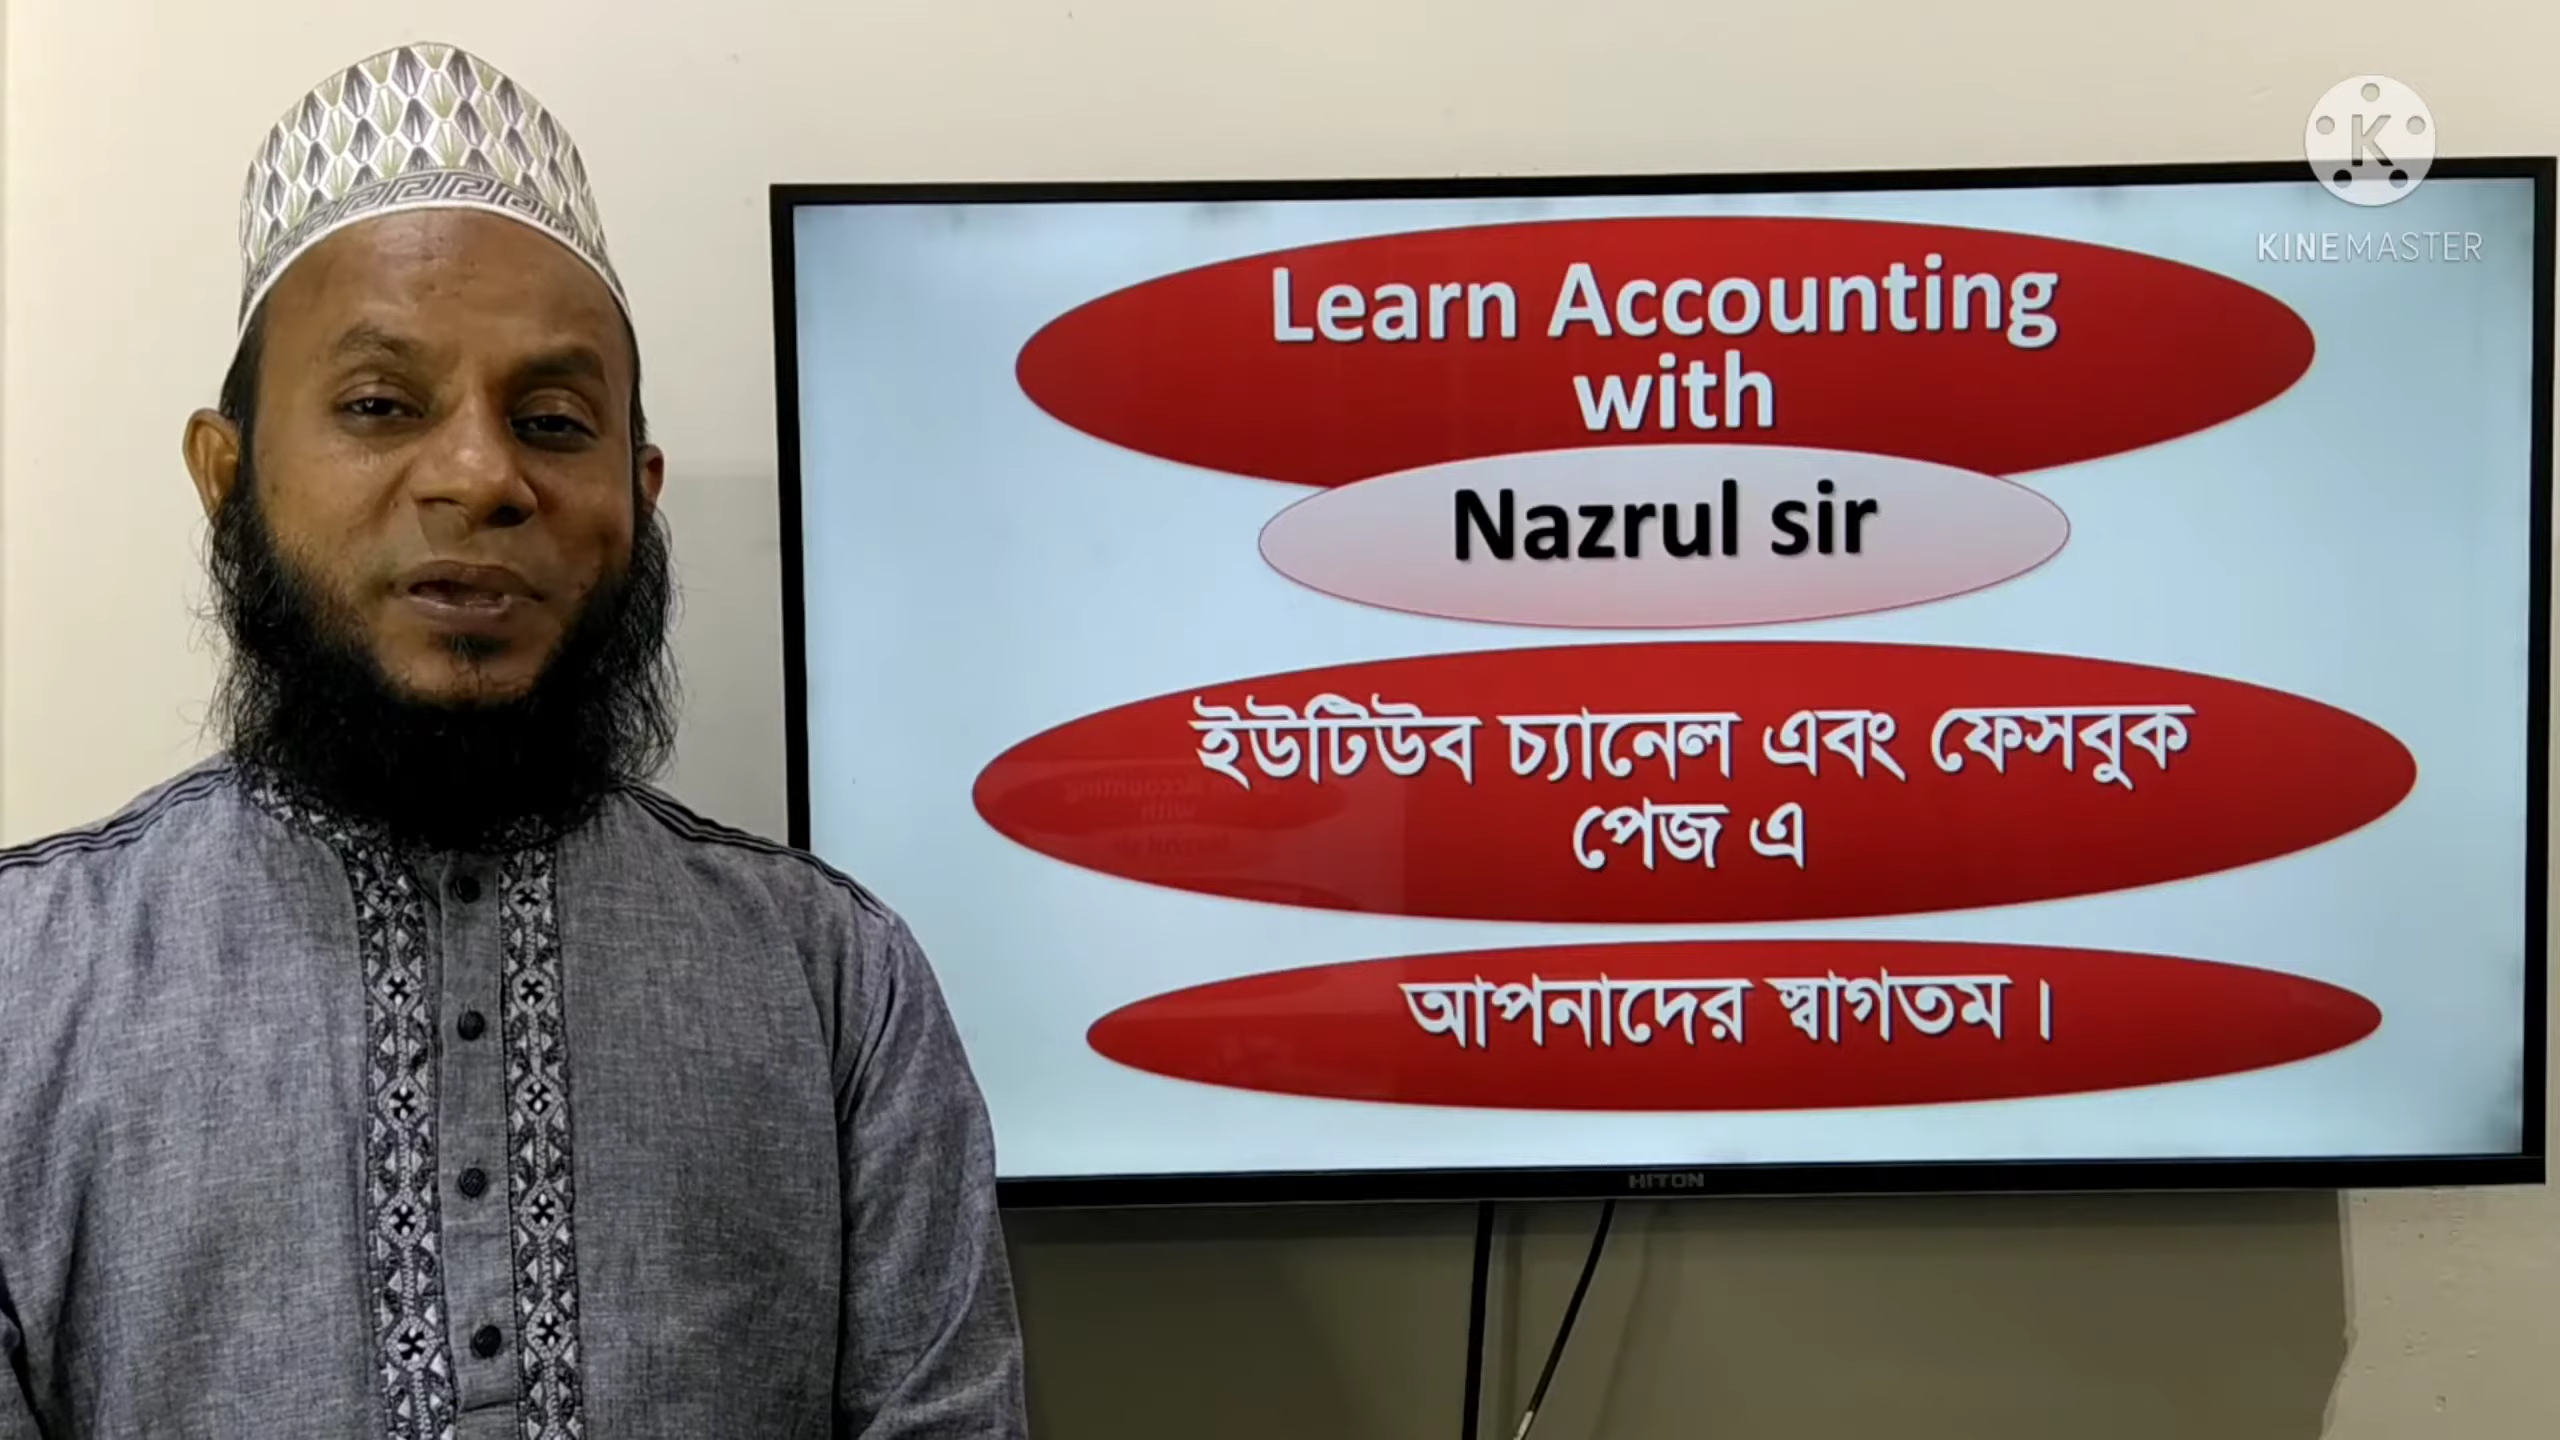 Learn Accounting
with
Nazrul sir
ইউটিউব চ্যানেল এবং ফেসবুক
পেজ এ
আপনাদের স্বাগতম।
HITON
K
KINEMASTER